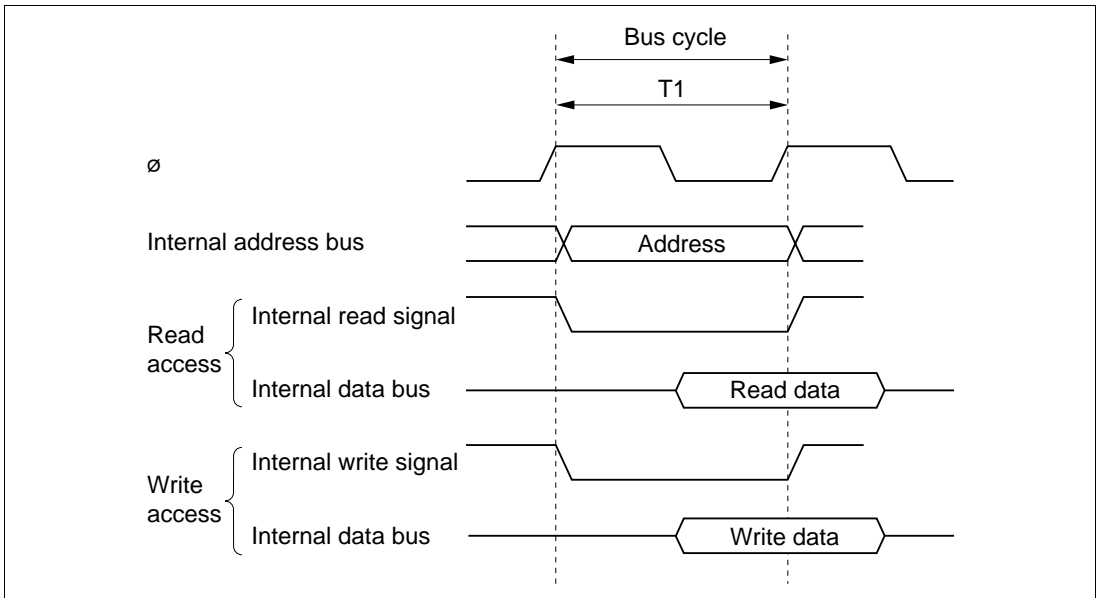 Bus cycle
T1
ø
Internal address bus
Address
Read
access
Internal read signal
Internal data bus
Read data
Write
access
Internal write signal
Internal data bus
Write data